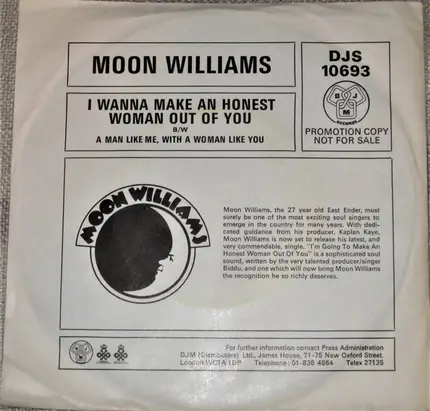 MOON WILLIAMS
DJS
10693
I WANNA MAKE AN HONEST
WOMAN OUT OF YOU
B/W
A MAN LIKE ME, WITH A WOMAN LIKE YOU
D J
M
RECORDS
PROMOTION COPY
NOT FOR SALE
MOON WILLIAMS
Moon Williams, the 27 year old East Ender, must
surely be one of the most exciting soul singers to
emerge in the country for many years. With dedi-
cated guidance from his producer, Kaplan Kaye,
Moon Williams is now set to release his latest, and
very commendable, single. "I'm Going To Make An
Honest Woman Out Of You" is a sophisticated soul
sound, written by the very talented producer/singer
Biddu, and one which will now bring Moon Williams
the recognition he so richly deserves.
For further information contact Press Administration
DJM (Distributors) Ltd., James House, 71-75 New Oxford Street,
London WC1A 1DP Telephone: 01-836 4864 Telex 27135